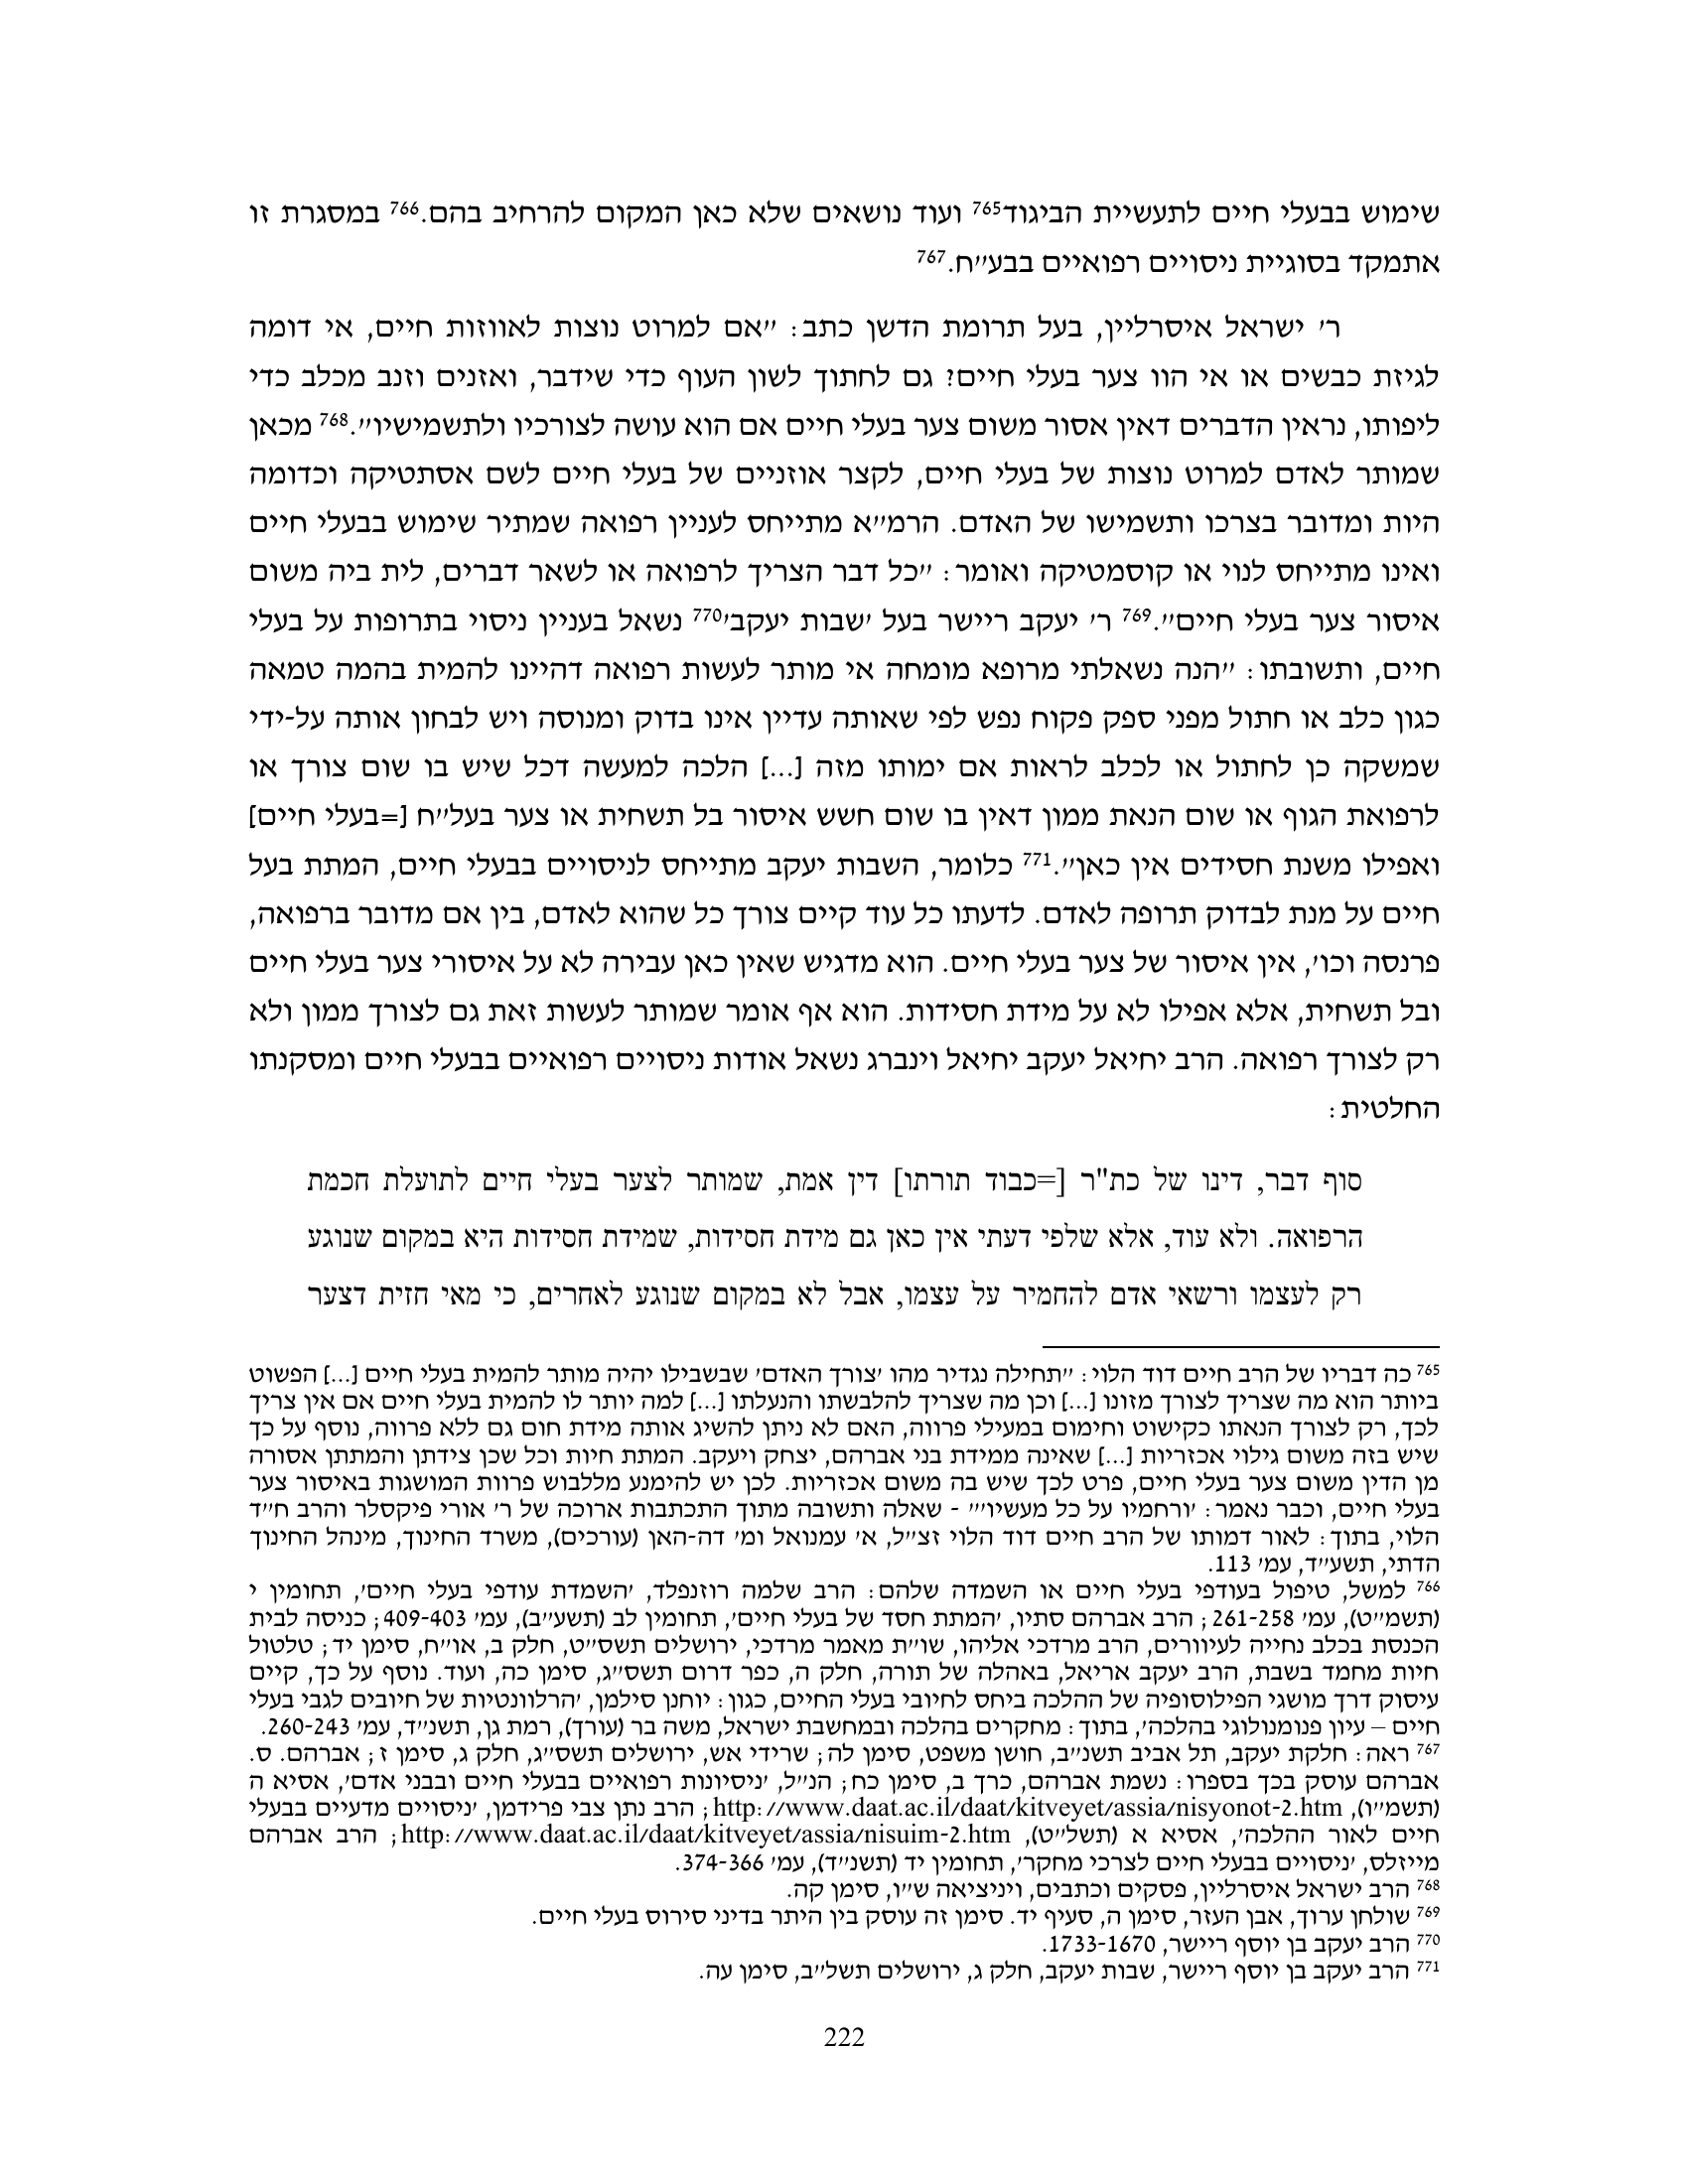 שימוש בבעלי חיים לתעשיית הביגוד765 ועוד נושאים שלא כאן המקום להרחיב בהם.766 במסגרת זו
אתמקד בסוגיית ניסויים רפואיים בבע״ח.767
ר׳ ישראל איסרליין, בעל תרומת הדשן כתב: ״אם למרוט נוצות לאווזות חיים, אי דומה
לגיזת כבשים או אי הוו צער בעלי חיים? גם לחתוך לשון העוף כדי שידבר, ואזנים וזנב מכלב כדי
ליפותו, נראין הדברים דאין אסור משום צער בעלי חיים אם הוא עושה לצורכיו ולתשמישיו״.768 מכאן
שמותר לאדם למרוט נוצות של בעלי חיים, לקצר אוזניים של בעלי חיים לשם אסתטיקה וכדומה
היות ומדובר בצרכו ותשמישו של האדם. הרמ״א מתייחס לעניין רפואה שמתיר שימוש בבעלי חיים
ואינו מתייחס לנוי או קוסמטיקה ואומר: ״כל דבר הצריך לרפואה או לשאר דברים, לית ביה משום
איסור צער בעלי חיים״.769 ר׳ יעקב ריישר בעל ׳שבות יעקב׳770 נשאל בעניין ניסוי בתרופות על בעלי
חיים, ותשובתו: ״הנה נשאלתי מרופא מומחה אי מותר לעשות רפואה דהיינו להמית בהמה טמאה
כגון כלב או חתול מפני ספק פקוח נפש לפי שאותה עדיין אינו בדוק ומנוסה ויש לבחון אותה על-ידי
שמשקה כן לחתול או לכלב לראות אם ימותו מזה [...] הלכה למעשה דכל שיש בו שום צורך או
לרפואת הגוף או שום הנאת ממון דאין בו שום חשש איסור בל תשחית או צער בעל״ח [=בעלי חיים]
ואפילו משנת חסידים אין כאן״.771 כלומר, השבות יעקב מתייחס לניסויים בבעלי חיים, המתת בעל
חיים על מנת לבדוק תרופה לאדם. לדעתו כל עוד קיים צורך כל שהוא לאדם, בין אם מדובר ברפואה,
פרנסה וכו׳, אין איסור של צער בעלי חיים. הוא מדגיש שאין כאן עבירה לא על איסורי צער בעלי חיים
ובל תשחית, אלא אפילו לא על מידת חסידות. הוא אף אומר שמותר לעשות זאת גם לצורך ממון ולא
רק לצורך רפואה. הרב יחיאל יעקב יחיאל וינברג נשאל אודות ניסויים רפואיים בבעלי חיים ומסקנתו
החלטית:
סוף דבר, דינו של כת"ר [=כבוד תורתו] דין אמת, שמותר לצער בעלי חיים לתועלת חכמת
הרפואה. ולא עוד, אלא שלפי דעתי אין כאן גם מידת חסידות, שמידת חסידות היא במקום שנוגע
רק לעצמו ורשאי אדם להחמיר על עצמו, אבל לא במקום שנוגע לאחרים, כי מאי חזית דצער
765 כה דבריו של הרב חיים דוד הלוי: ״תחילה נגדיר מהו ׳צורך האדם׳ שבשבילו יהיה מותר להמית בעלי חיים [...] הפשוט
ביותר הוא מה שצריך לצורך מזונו [...] וכן מה שצריך להלבשתו והנעלתו [...] למה יותר לו להמית בעלי חיים אם אין צריך
לכך, רק לצורך הנאתו כקישוט וחימום במעילי פרווה, האם לא ניתן להשיג אותה מידת חום גם ללא פרווה, נוסף על כך
שיש בזה משום גילוי אכזריות [...] שאינה ממידת בני אברהם, יצחק ויעקב. המתת חיות וכל שכן צידתן והמתתן אסורה
מן הדין משום צער בעלי חיים, פרט לכך שיש בה משום אכזריות. לכן יש להימנע מללבוש פרוות המושגות באיסור צער
בעלי חיים, וכבר נאמר: ׳ורחמיו על כל מעשיו׳״ - שאלה ותשובה מתוך התכתבות ארוכה של ר׳ אורי פיקסלר והרב ח״ד
הלוי, בתוך: לאור דמותו של הרב חיים דוד הלוי זצ״ל, א׳ עמנואל ומ׳ דה-האן (עורכים), משרד החינוך, מינהל החינוך
הדתי, תשע״ד, עמ׳ 113.
766 למשל, טיפול בעודפי בעלי חיים או השמדה שלהם: הרב שלמה רוזנפלד, ׳השמדת עודפי בעלי חיים׳, תחומין י
(תשמ״ט), עמ׳ 261-258; הרב אברהם סתיו, ׳המתת חסד של בעלי חיים׳, תחומין לב (תשע״ב), עמ׳ 409-403; כניסה לבית
הכנסת בכלב נחייה לעיוורים, הרב מרדכי אליהו, שו״ת מאמר מרדכי, ירושלים תשס״ט, חלק ב, או״ח, סימן יד; טלטול
חיות מחמד בשבת, הרב יעקב אריאל, באהלה של תורה, חלק ה, כפר דרום תשס״ג, סימן כה, ועוד. נוסף על כך, קיים
עיסוק דרך מושגי הפילוסופיה של ההלכה ביחס לחיובי בעלי החיים, כגון: יוחנן סילמן, ׳הרלוונטיות של חיובים לגבי בעלי
חיים – עיון פנומנולוגי בהלכה׳, בתוך: מחקרים בהלכה ובמחשבת ישראל, משה בר (עורך), רמת גן, תשנ״ד, עמ׳ 260-243.
767 ראה: חלקת יעקב, תל אביב תשנ״ב, חושן משפט, סימן לה; שרידי אש, ירושלים תשס״ג, חלק ג, סימן ז; אברהם. ס.
אברהם עוסק בכך בספרו: נשמת אברהם, כרך ב, סימן כח; הנ״ל, ׳ניסיונות רפואיים בבעלי חיים ובבני אדם׳, אסיא ה
(תשמ״ו), http://www.daat.ac.il/daat/kitveyet/assia/nisyonot-2.htm; הרב נתן צבי פרידמן, ׳ניסויים מדעיים בבעלי
חיים לאור ההלכה׳, אסיא א (תשל״ט), http://www.daat.ac.il/daat/kitveyet/assia/nisuim-2.htm; הרב אברהם
מייזלס, ׳ניסויים בבעלי חיים לצרכי מחקר׳, תחומין יד (תשנ״ד), עמ׳ 374-366.
768 הרב ישראל איסרליין, פסקים וכתבים, ויניציאה ש״ו, סימן קה.
769 שולחן ערוך, אבן העזר, סימן ה, סעיף יד. סימן זה עוסק בין היתר בדיני סירוס בעלי חיים.
770 הרב יעקב בן יוסף ריישר, 1733-1670.
771 הרב יעקב בן יוסף ריישר, שבות יעקב, חלק ג, ירושלים תשל״ב, סימן עה.
222